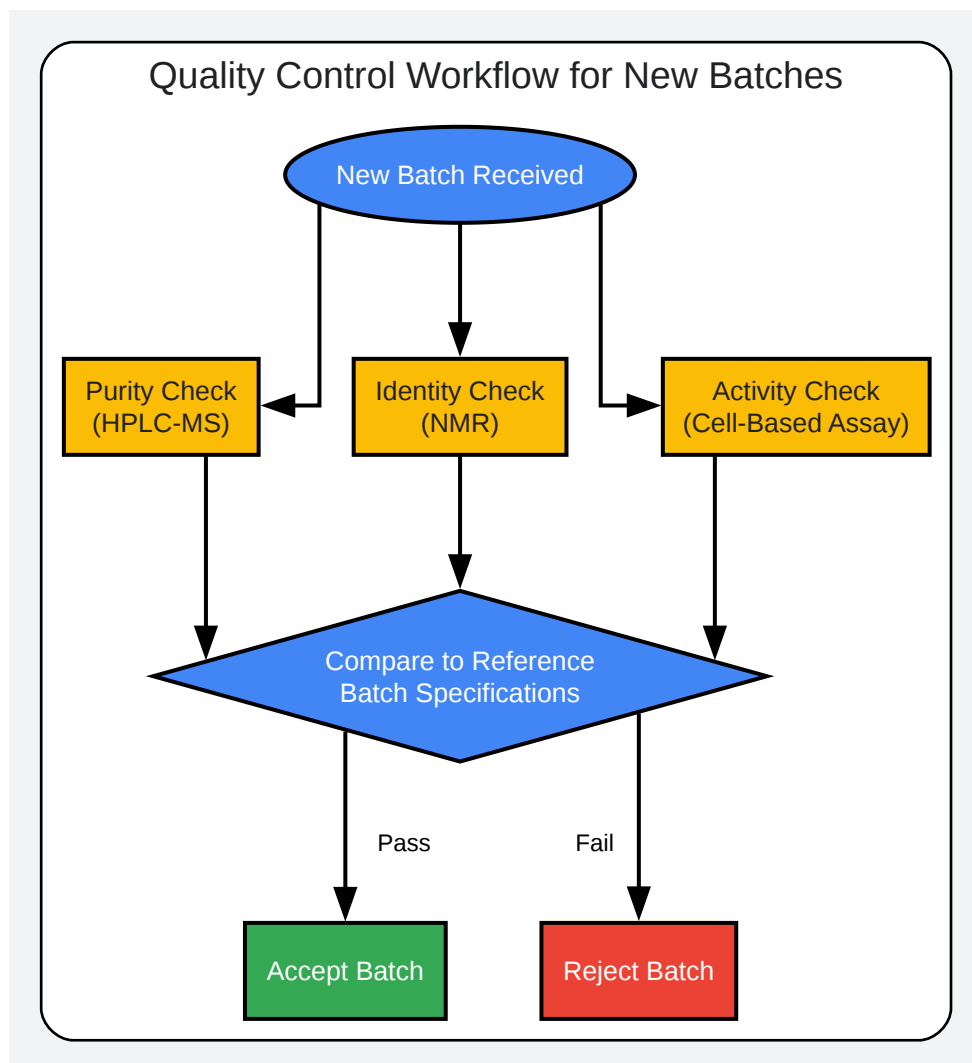 Quality Control Workflow for New Batches
New Batch Received
Purity Check
(HPLC-MS)
Identity Check
(NMR)
Activity Check
(Cell-Based Assay)
Compare to Reference
Batch Specifications
Pass
Fail
Accept Batch
Reject Batch